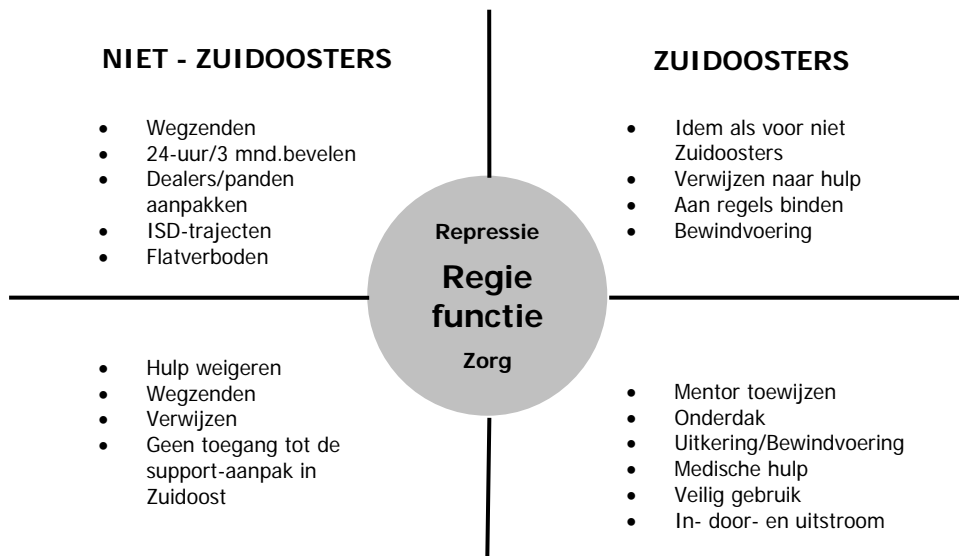 NIET - ZUIDOOSTERS
• Wegzenden
• 24-uur/3 mnd.bevelen
• Dealers/panden
aanpakken
• ISD-trajecten
• Flatverboden
ZUIDOOSTERS
• Idem als voor niet
Zuidoosters
• Verwijzen naar hulp
• Aan regels binden
• Bewindvoering
Repressie
Regie
functie
Zorg
• Hulp weigeren
• Wegzenden
• Verwijzen
• Geen toegang tot de
support-aanpak in
Zuidoost
• Mentor toewijzen
• Onderdak
• Uitkering/Bewindvoering
• Medische hulp
• Veilig gebruik
• In- door- en uitstroom